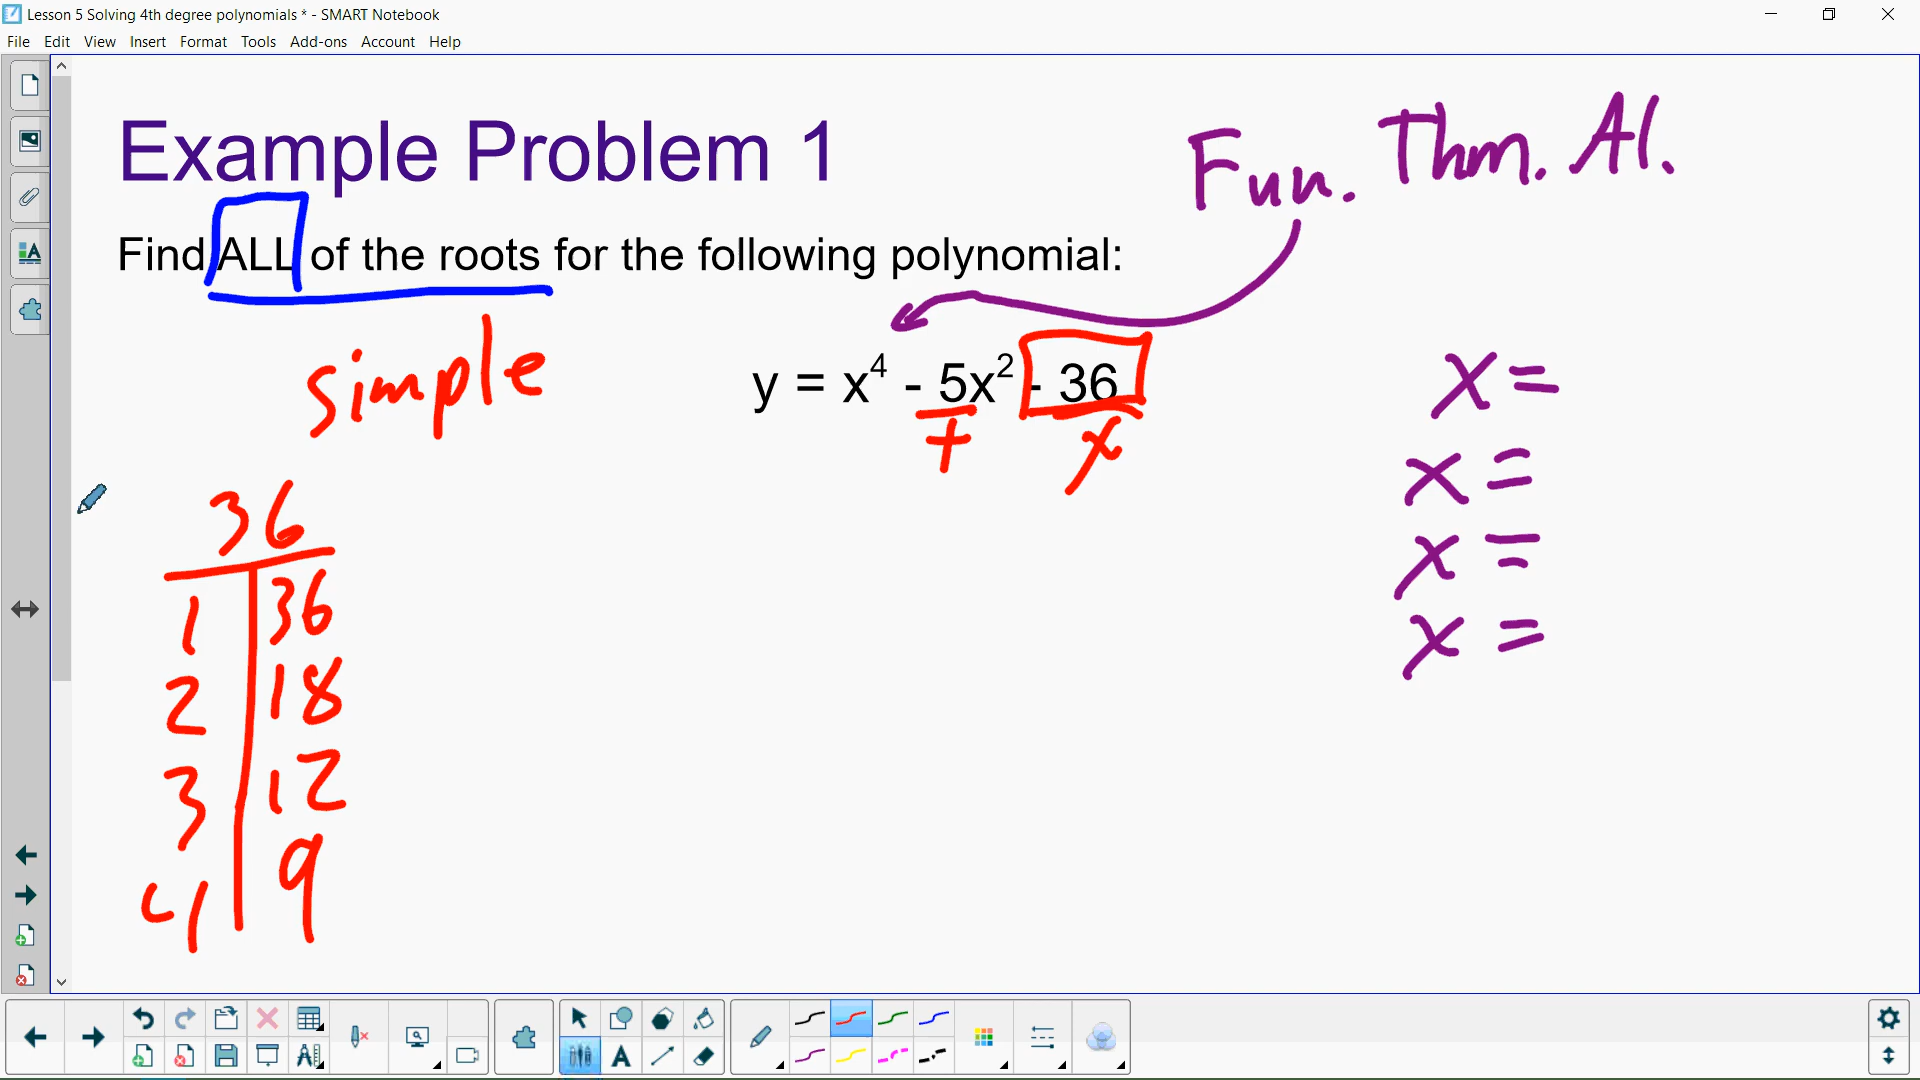 Lesson 5 Solving 4th degree polynomials * - SMART Notebook
File Edit View Insert Format Tools Add-ons Account Help
Example Problem 1
Fun. Thm. Al.
Find ALL of the roots for the following polynomial:
simple
y = x⁴ - 5x² - 36
+ x
x =
x =
x =
x =
36
1 36
2 18
3 12
4 9